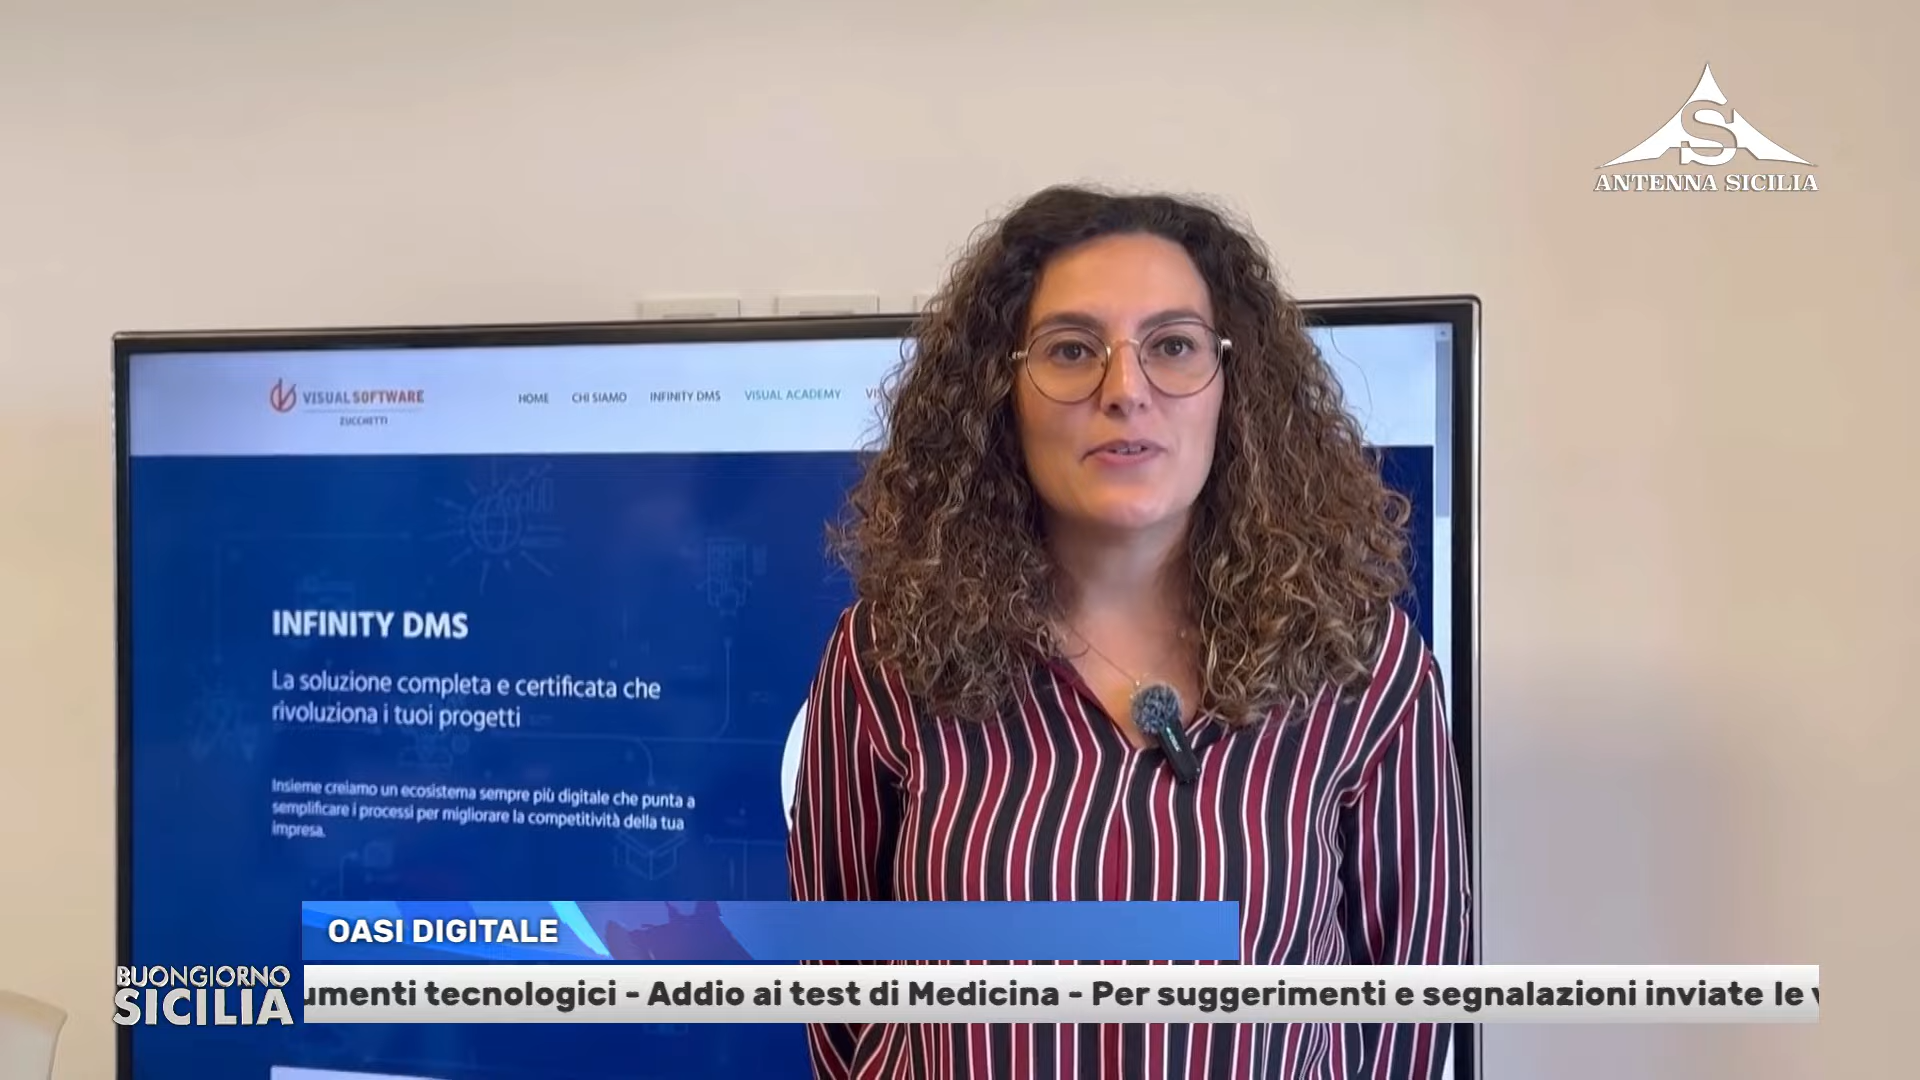 ANTENNA SICILIA
VISUAL SOFTWARE
ZUCCHETTI
HOME CHI SIAMO INFINITY DMS VISUAL ACADEMY
INFINITY DMS
La soluzione completa e certificata che
rivoluziona i tuoi progetti
Insieme creiamo un ecosistema sempre più digitale che punta a
semplificare i processi per migliorare la competitività della tua
impresa.
OASI DIGITALE
BUONGIORNO
SICILIA
umenti tecnologici - Addio ai test di Medicina - Per suggerimenti e segnalazioni inviate le v